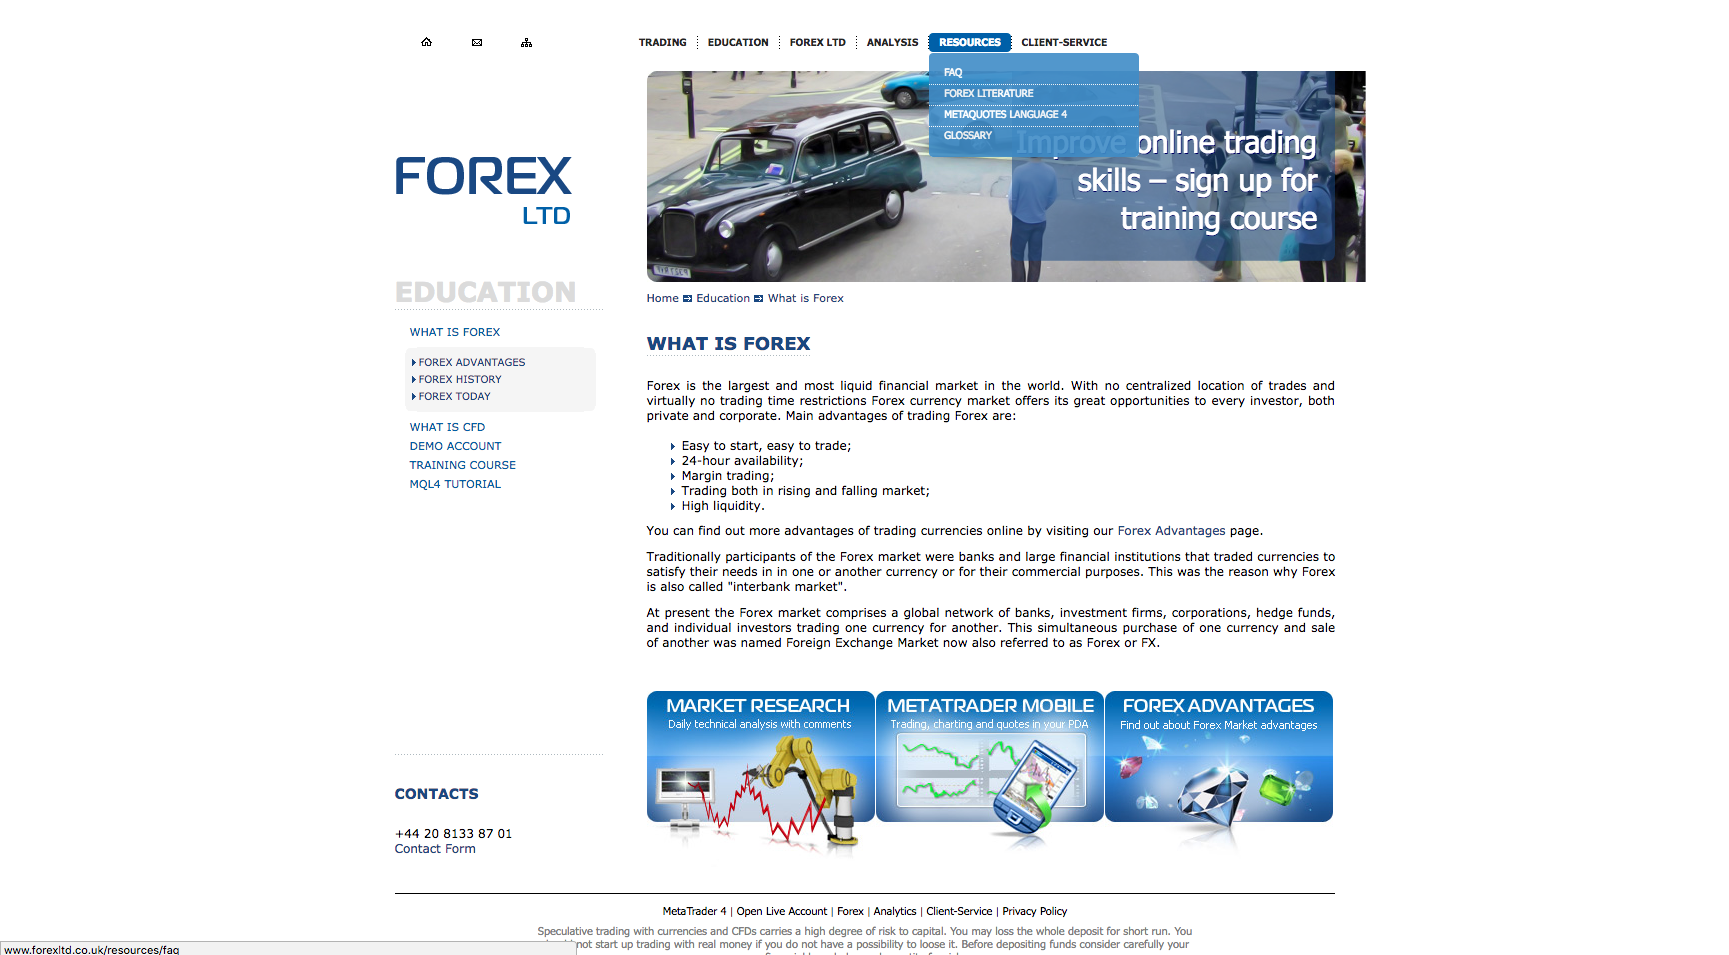 TRADING
EDUCATION
FOREX LTD
ANALYSIS
RESOURCES
CLIENT-SERVICE
FAQ
FOREX LITERATURE
METAQUOTES LANGUAGE 4
GLOSSARY
Improve online trading
skills – sign up for
training course
FOREX
LTD
EDUCATION
WHAT IS FOREX
FOREX ADVANTAGES
FOREX HISTORY
FOREX TODAY
WHAT IS CFD
DEMO ACCOUNT
TRAINING COURSE
MQL4 TUTORIAL
Home Education What is Forex
WHAT IS FOREX
Forex is the largest and most liquid financial market in the world. With no centralized location of trades and
virtually no trading time restrictions Forex currency market offers its great opportunities to every investor, both
private and corporate. Main advantages of trading Forex are:
Easy to start, easy to trade;
24-hour availability;
Margin trading;
Trading both in rising and falling market;
High liquidity.
You can find out more advantages of trading currencies online by visiting our Forex Advantages page.
Traditionally participants of the Forex market were banks and large financial institutions that traded currencies to
satisfy their needs in in one or another currency or for their commercial purposes. This was the reason why Forex
is also called "interbank market".
At present the Forex market comprises a global network of banks, investment firms, corporations, hedge funds,
and individual investors trading one currency for another. This simultaneous purchase of one currency and sale
of another was named Foreign Exchange Market now also referred to as Forex or FX.
MARKET RESEARCH
Daily technical analysis with comments
METATRADER MOBILE
Trading, charting and quotes in your PDA
FOREX ADVANTAGES
Find out about Forex Market advantages
CONTACTS
+44 20 8133 87 01
Contact Form
MetaTrader 4 | Open Live Account | Forex | Analytics | Client-Service | Privacy Policy
Speculative trading with currencies and CFDs carries a high degree of risk to capital. You may loss the whole deposit for short run. You
not start up trading with real money if you do not have a possibility to loose it. Before depositing funds consider carefully your
www.forexltd.co.uk/resources/faq